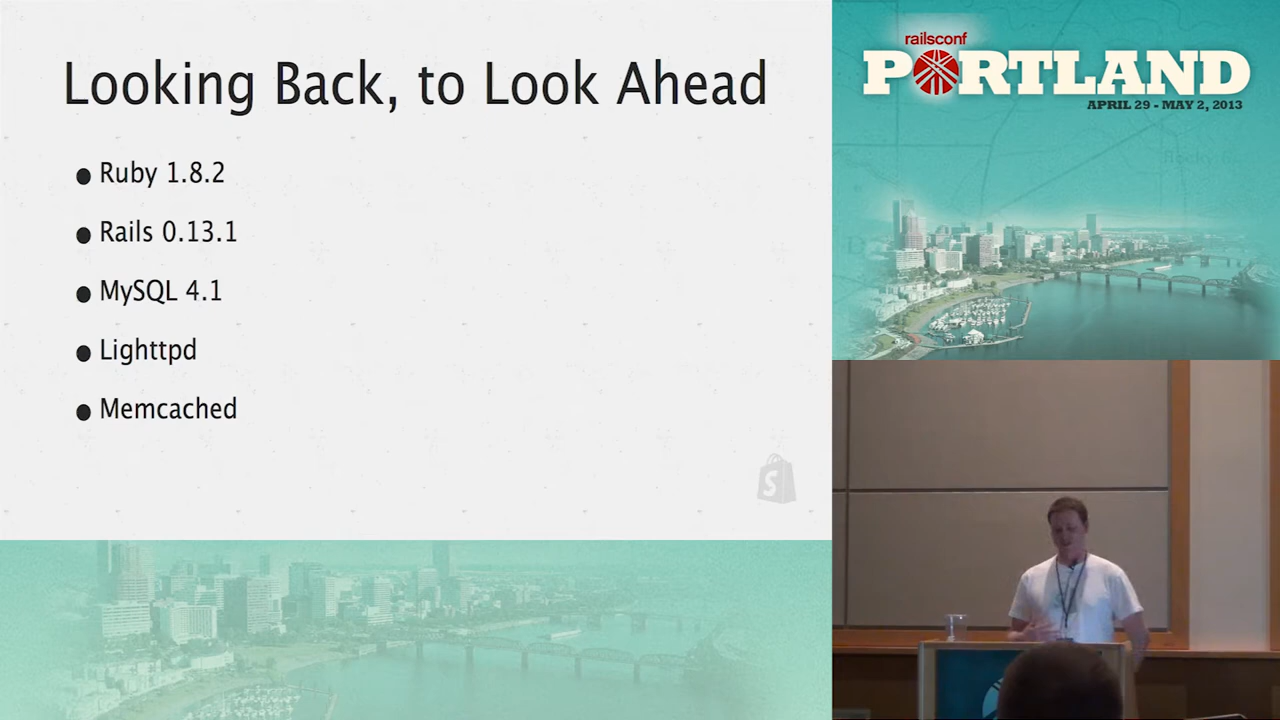 Looking Back, to Look Ahead
Ruby 1.8.2
Rails 0.13.1
MySQL 4.1
Lighttpd
Memcached
S
railsconf
PORTLAND
APRIL 29 - MAY 2, 2013